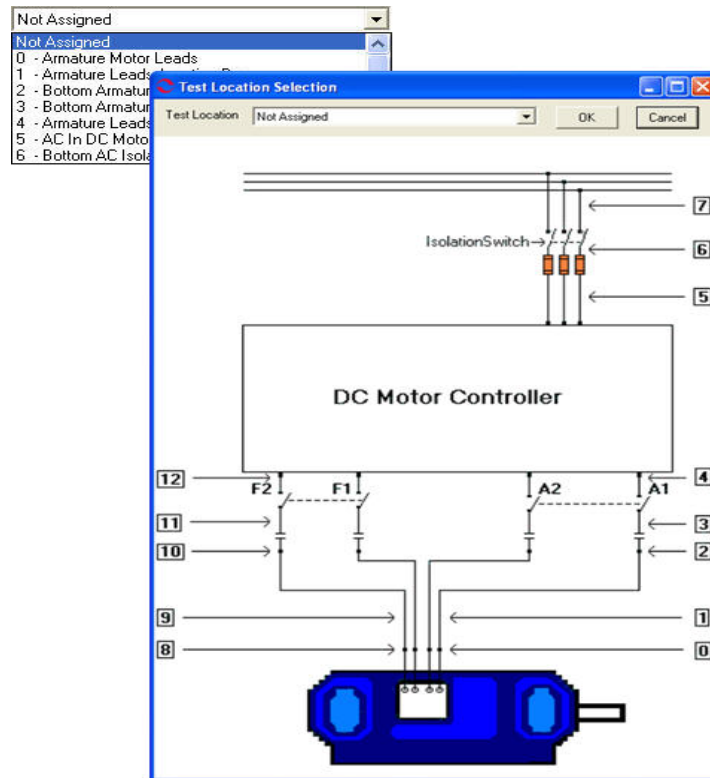 Not Assigned
Not Assigned
0 - Armature Motor Leads
1 - Armature Leads
2 - Bottom Armatur
3 - Bottom Armatur
4 - Armature Leads
5 - AC In DC Moto
6 - Bottom AC Isola
Test Location Selection
Test Location Not Assigned OK Cancel
7
IsolationSwitch
6
5
DC Motor Controller
12 4
F2 F1 A2 A1
11 3
10 2
9 1
8 0